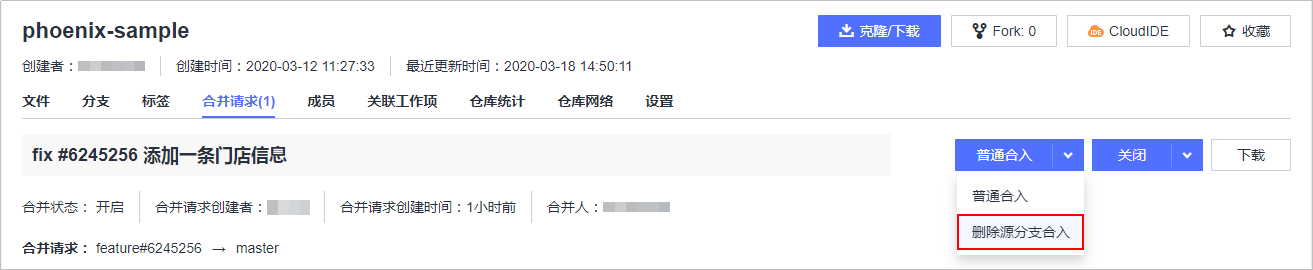 phoenix-sample
克隆/下载 Fork: 0 CloudIDE 收藏
创建者： 创建时间：2020-03-12 11:27:33 最近更新时间：2020-03-18 14:50:11
文件 分支 标签 合并请求(1) 成员 关联工作项 仓库统计 仓库网络 设置
fix #6245256 添加一条门店信息
普通合入 关闭 下载
普通合入
删除源分支合入
合并状态： 开启 合并请求创建者： 合并请求创建时间：1小时前 合并人：
合并请求： feature#6245256 → master